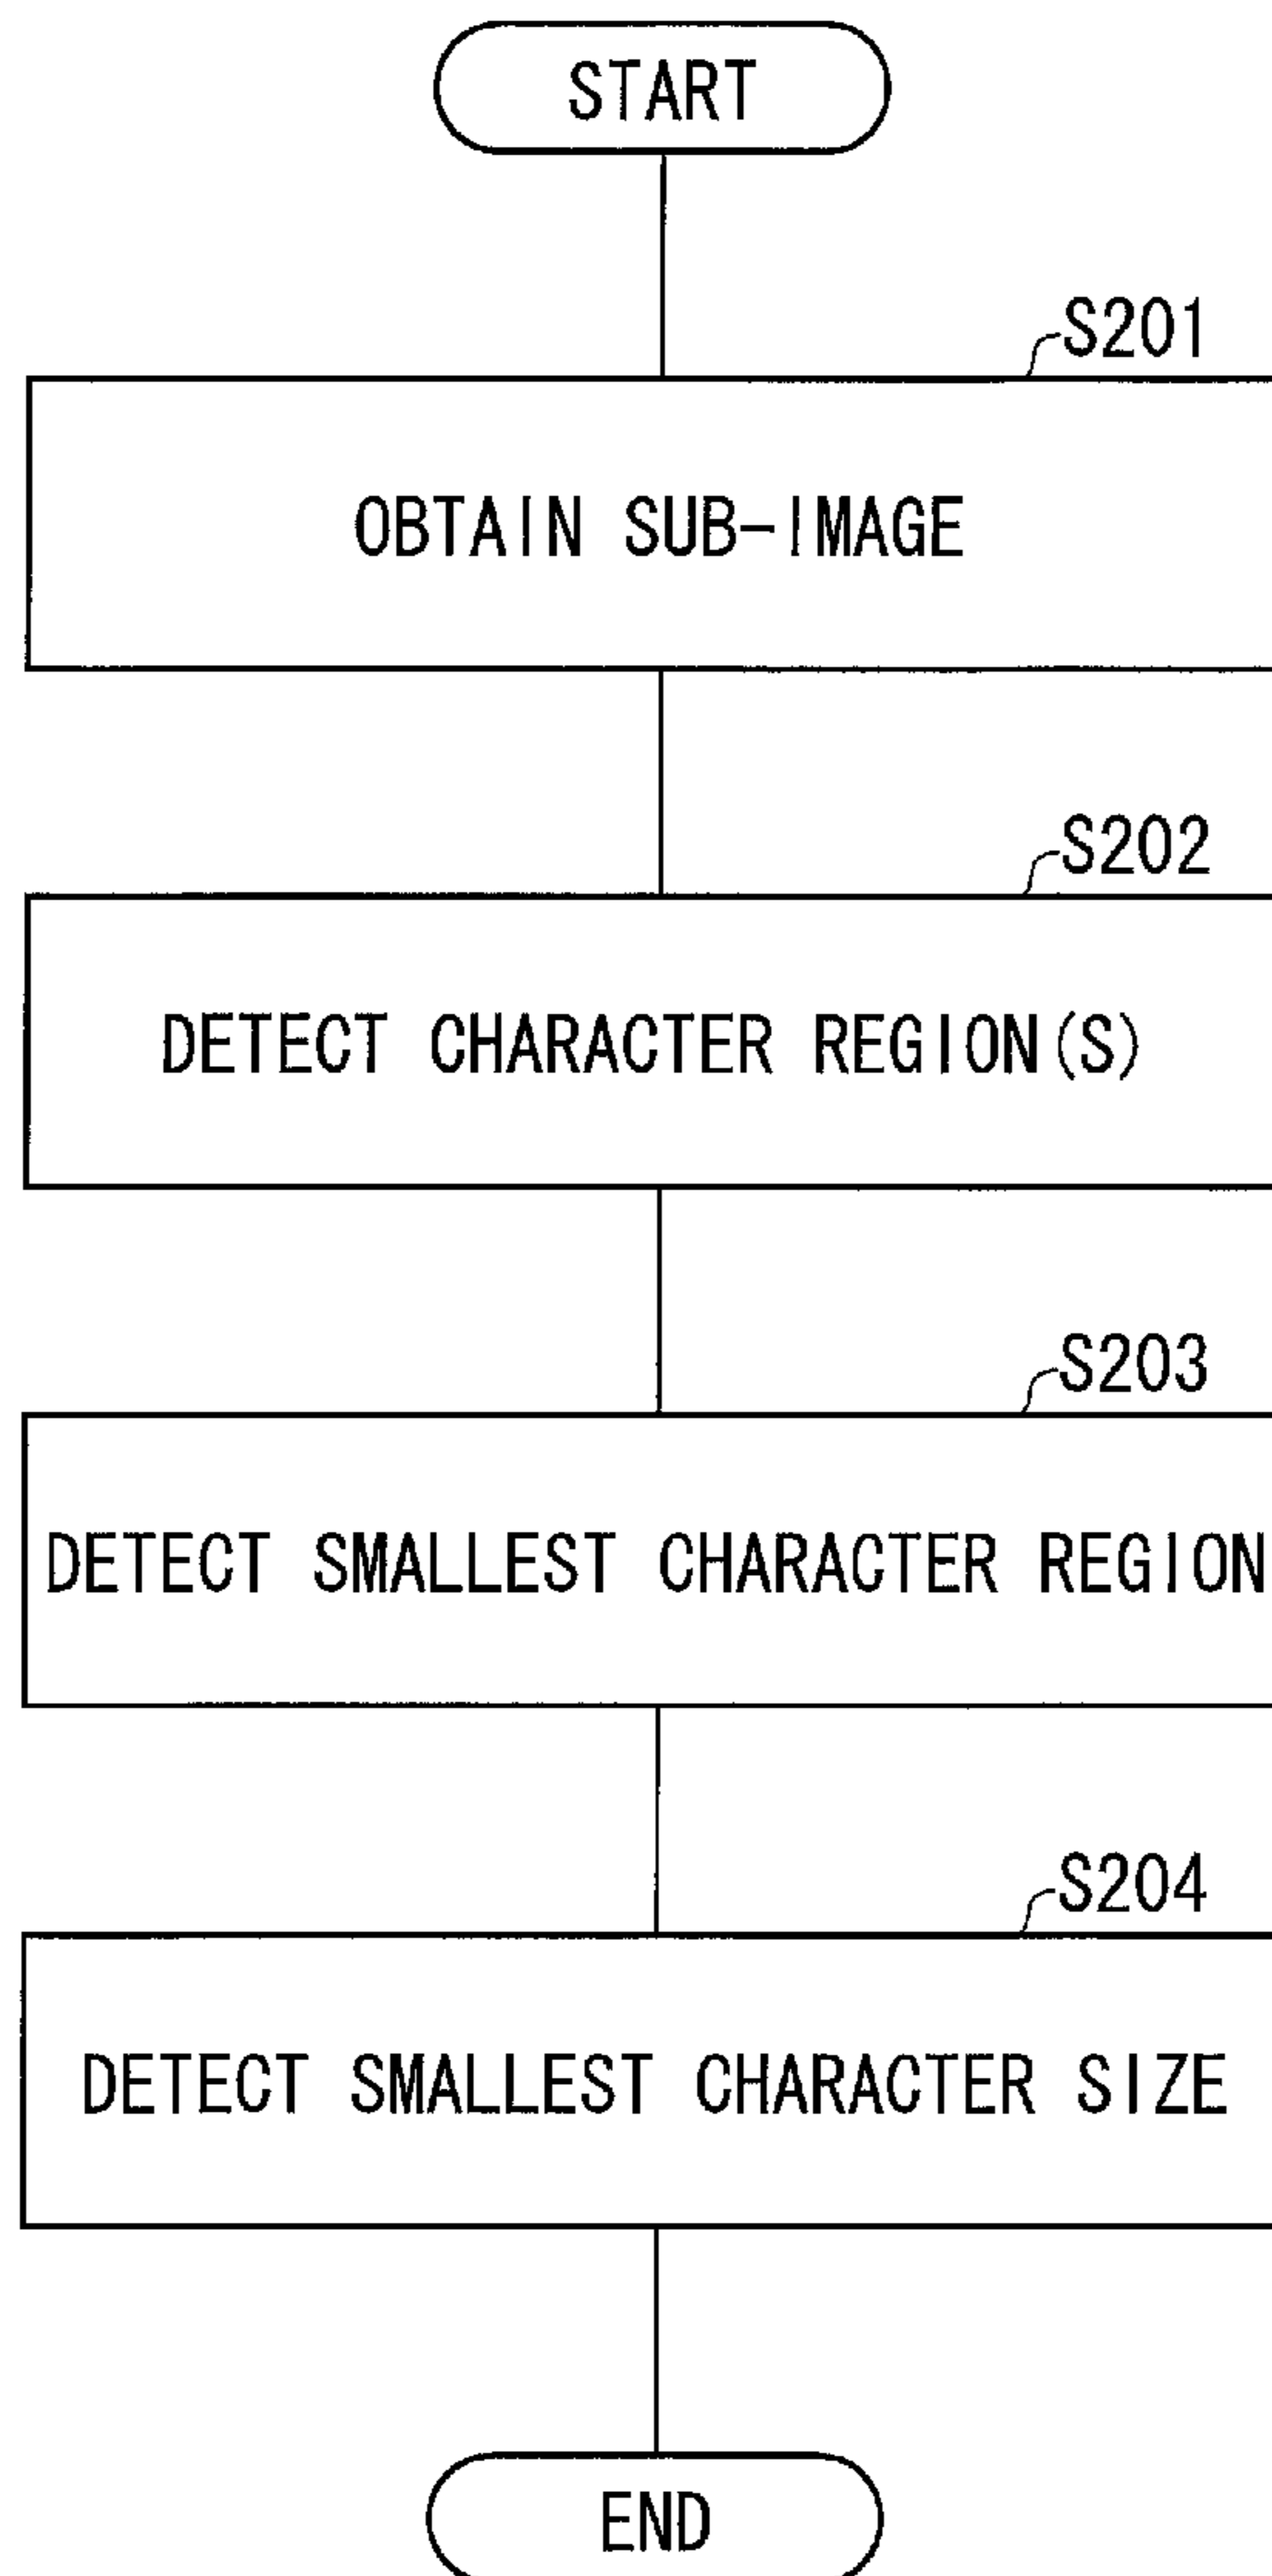 START
S201
OBTAIN SUB-IMAGE
S202
DETECT CHARACTER REGION(S)
S203
DETECT SMALLEST CHARACTER REGION
S204
DETECT SMALLEST CHARACTER SIZE
END